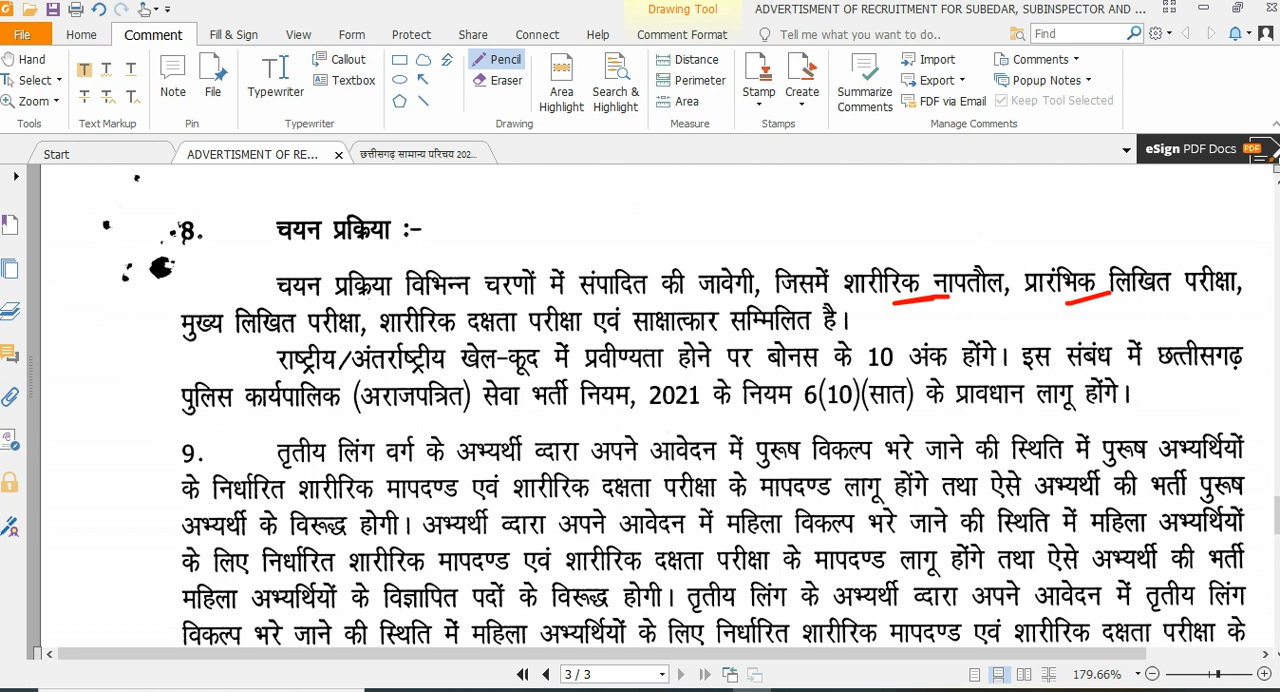 ADVERTISMENT OF RECRUITMENT FOR SUBEDAR, SUBINSPECTOR AND ...
Drawing Tool
File Home Comment Fill & Sign View Form Protect Share Connect Help Comment Format Tell me what you want to do.. Find
Hand
Select
Zoom
Tools
Text Markup
Note
File
Pin
Typewriter
Callout
Textbox
Typewriter
Pencil
Eraser
Area Highlight
Search & Highlight
Drawing
Distance
Perimeter
Area
Measure
Stamp
Create
Stamps
Summarize Comments
Import
Export
FDF via Email
Comments
Popup Notes
Keep Tool Selected
Manage Comments
Start
ADVERTISMENT OF RE...
छत्तीसगढ़ सामान्य परिचय 202...
eSign PDF Docs
PDF
8. चयन प्रक्रिया :-
चयन प्रक्रिया विभिन्न चरणों में संपादित की जावेगी, जिसमें शारीरिक नापतौल, प्रारंभिक लिखित परीक्षा,
मुख्य लिखित परीक्षा, शारीरिक दक्षता परीक्षा एवं साक्षात्कार सम्मिलित है।
राष्ट्रीय/अंतर्राष्ट्रीय खेल-कूद में प्रवीण्यता होने पर बोनस के 10 अंक होंगे। इस संबंध में छत्तीसगढ़
पुलिस कार्यपालिक (अराजपत्रित) सेवा भर्ती नियम, 2021 के नियम 6(10)(सात) के प्रावधान लागू होंगे।
9. तृतीय लिंग वर्ग के अभ्यर्थी व्दारा अपने आवेदन में पुरूष विकल्प भरे जाने की स्थिति में पुरूष अभ्यर्थियों
के निर्धारित शारीरिक मापदण्ड एवं शारीरिक दक्षता परीक्षा के मापदण्ड लागू होंगे तथा ऐसे अभ्यर्थी की भर्ती पुरूष
अभ्यर्थी के विरूद्ध होगी। अभ्यर्थी व्दारा अपने आवेदन में महिला विकल्प भरे जाने की स्थिति में महिला अभ्यर्थियों
के लिए निर्धारित शारीरिक मापदण्ड एवं शारीरिक दक्षता परीक्षा के मापदण्ड लागू होंगे तथा ऐसे अभ्यर्थी की भर्ती
महिला अभ्यर्थियों के विज्ञापित पदों के विरूद्ध होगी। तृतीय लिंग के अभ्यर्थी व्दारा अपने आवेदन में तृतीय लिंग
विकल्प भरे जाने की स्थिति में महिला अभ्यर्थियों के लिए निर्धारित शारीरिक मापदण्ड एवं शारीरिक दक्षता परीक्षा के
3 / 3
179.66%